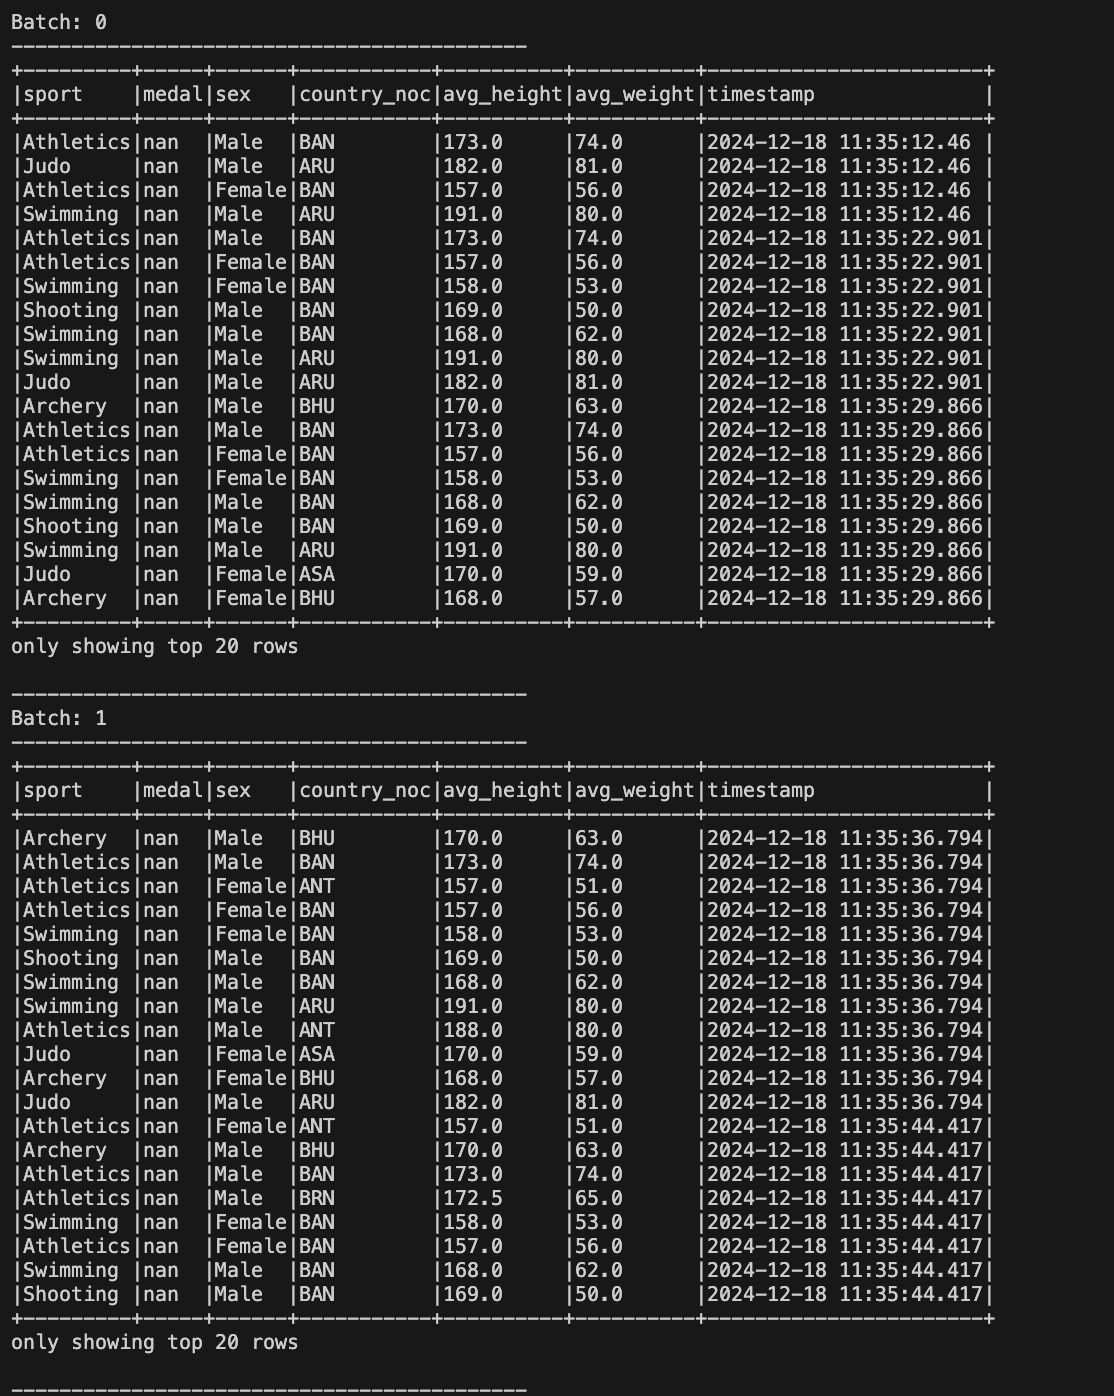 Batch: 0
-------------------------------------------
+---------+-----+------+-----------+----------+----------+-----------------------+
|sport    |medal|sex   |country_noc|avg_height|avg_weight|timestamp              |
+---------+-----+------+-----------+----------+----------+-----------------------+
|Athletics|nan  |Male  |BAN        |173.0     |74.0      |2024-12-18 11:35:12.46 |
|Judo     |nan  |Male  |ARU        |182.0     |81.0      |2024-12-18 11:35:12.46 |
|Athletics|nan  |Female|BAN        |157.0     |56.0      |2024-12-18 11:35:12.46 |
|Swimming |nan  |Male  |ARU        |191.0     |80.0      |2024-12-18 11:35:12.46 |
|Athletics|nan  |Male  |BAN        |173.0     |74.0      |2024-12-18 11:35:22.901|
|Athletics|nan  |Female|BAN        |157.0     |56.0      |2024-12-18 11:35:22.901|
|Swimming |nan  |Female|BAN        |158.0     |53.0      |2024-12-18 11:35:22.901|
|Shooting |nan  |Male  |BAN        |169.0     |50.0      |2024-12-18 11:35:22.901|
|Swimming |nan  |Male  |BAN        |168.0     |62.0      |2024-12-18 11:35:22.901|
|Swimming |nan  |Male  |ARU        |191.0     |80.0      |2024-12-18 11:35:22.901|
|Judo     |nan  |Male  |ARU        |182.0     |81.0      |2024-12-18 11:35:22.901|
|Archery  |nan  |Male  |BHU        |170.0     |63.0      |2024-12-18 11:35:29.866|
|Athletics|nan  |Male  |BAN        |173.0     |74.0      |2024-12-18 11:35:29.866|
|Athletics|nan  |Female|BAN        |157.0     |56.0      |2024-12-18 11:35:29.866|
|Swimming |nan  |Female|BAN        |158.0     |53.0      |2024-12-18 11:35:29.866|
|Swimming |nan  |Male  |BAN        |168.0     |62.0      |2024-12-18 11:35:29.866|
|Shooting |nan  |Male  |BAN        |169.0     |50.0      |2024-12-18 11:35:29.866|
|Swimming |nan  |Male  |ARU        |191.0     |80.0      |2024-12-18 11:35:29.866|
|Judo     |nan  |Female|ASA        |170.0     |59.0      |2024-12-18 11:35:29.866|
|Archery  |nan  |Female|BHU        |168.0     |57.0      |2024-12-18 11:35:29.866|
+---------+-----+------+-----------+----------+----------+-----------------------+
only showing top 20 rows
-------------------------------------------
Batch: 1
-------------------------------------------
+---------+-----+------+-----------+----------+----------+-----------------------+
|sport    |medal|sex   |country_noc|avg_height|avg_weight|timestamp              |
+---------+-----+------+-----------+----------+----------+-----------------------+
|Archery  |nan  |Male  |BHU        |170.0     |63.0      |2024-12-18 11:35:36.794|
|Athletics|nan  |Male  |BAN        |173.0     |74.0      |2024-12-18 11:35:36.794|
|Athletics|nan  |Female|ANT        |157.0     |51.0      |2024-12-18 11:35:36.794|
|Athletics|nan  |Female|BAN        |157.0     |56.0      |2024-12-18 11:35:36.794|
|Swimming |nan  |Female|BAN        |158.0     |53.0      |2024-12-18 11:35:36.794|
|Shooting |nan  |Male  |BAN        |169.0     |50.0      |2024-12-18 11:35:36.794|
|Swimming |nan  |Male  |BAN        |168.0     |62.0      |2024-12-18 11:35:36.794|
|Swimming |nan  |Male  |ARU        |191.0     |80.0      |2024-12-18 11:35:36.794|
|Athletics|nan  |Male  |ANT        |188.0     |80.0      |2024-12-18 11:35:36.794|
|Judo     |nan  |Female|ASA        |170.0     |59.0      |2024-12-18 11:35:36.794|
|Archery  |nan  |Female|BHU        |168.0     |57.0      |2024-12-18 11:35:36.794|
|Judo     |nan  |Male  |ARU        |182.0     |81.0      |2024-12-18 11:35:36.794|
|Athletics|nan  |Female|ANT        |157.0     |51.0      |2024-12-18 11:35:44.417|
|Archery  |nan  |Male  |BHU        |170.0     |63.0      |2024-12-18 11:35:44.417|
|Athletics|nan  |Male  |BAN        |173.0     |74.0      |2024-12-18 11:35:44.417|
|Athletics|nan  |Male  |BRN        |172.5     |65.0      |2024-12-18 11:35:44.417|
|Swimming |nan  |Female|BAN        |158.0     |53.0      |2024-12-18 11:35:44.417|
|Athletics|nan  |Female|BAN        |157.0     |56.0      |2024-12-18 11:35:44.417|
|Swimming |nan  |Male  |BAN        |168.0     |62.0      |2024-12-18 11:35:44.417|
|Shooting |nan  |Male  |BAN        |169.0     |50.0      |2024-12-18 11:35:44.417|
+---------+-----+------+-----------+----------+----------+-----------------------+
only showing top 20 rows
-------------------------------------------